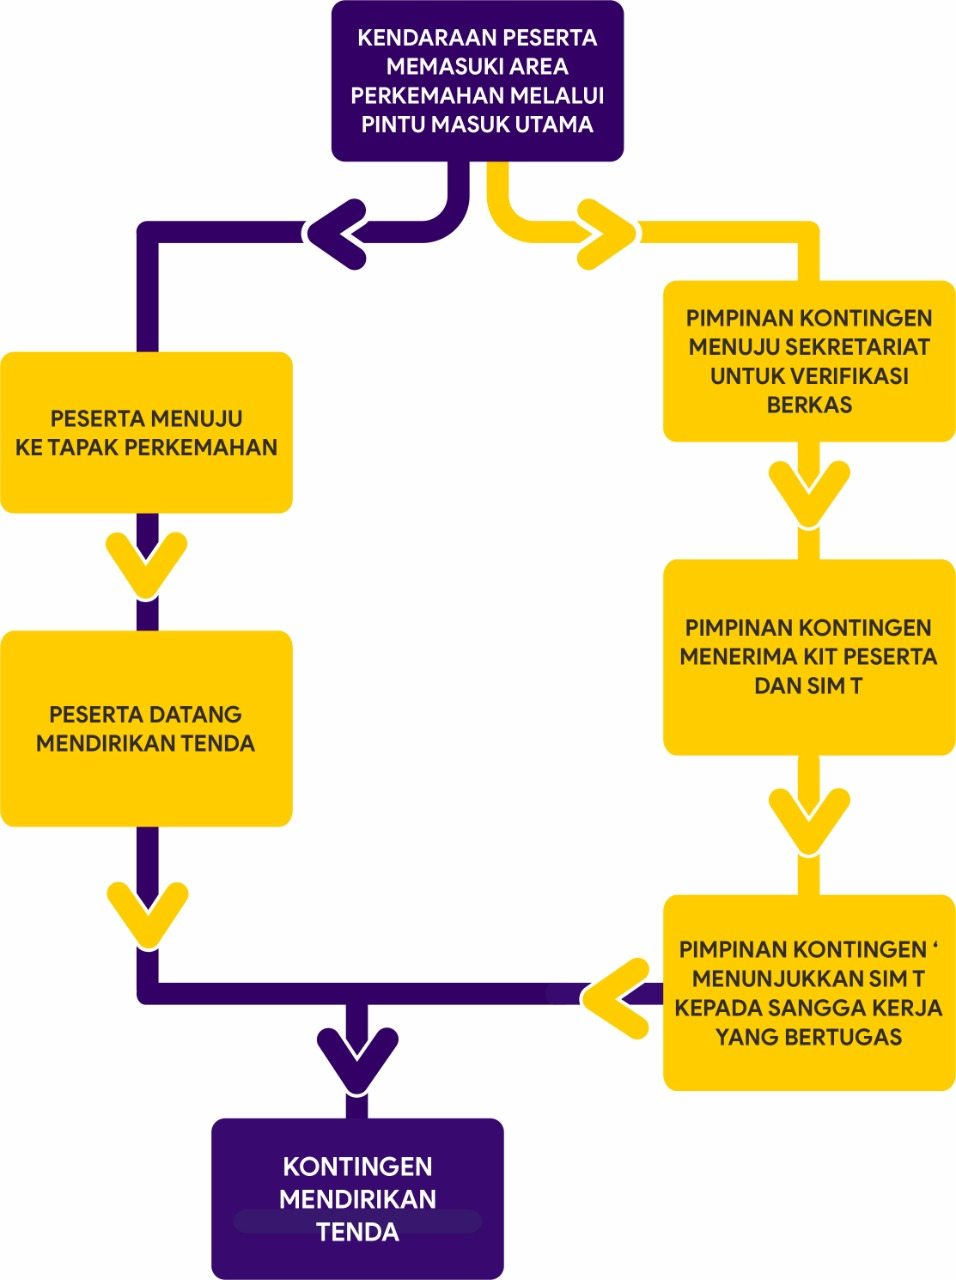 KENDARAAN PESERTA
MEMASUKI AREA
PERKEMAHAN MELALUI
PINTU MASUK UTAMA
PESERTA MENUJU
KE TAPAK PERKEMAHAN
PESERTA DATANG
MENDIRIKAN TENDA
PIMPINAN KONTINGEN
MENUJU SEKRETARIAT
UNTUK VERIFIKASI
BERKAS
PIMPINAN KONTINGEN
MENERIMA KIT PESERTA
DAN SIM T
PIMPINAN KONTINGEN ‘
MENUNJUKKAN SIM T
KEPADA SANGGA KERJA
YANG BERTUGAS
KONTINGEN
MENDIRIKAN
TENDA